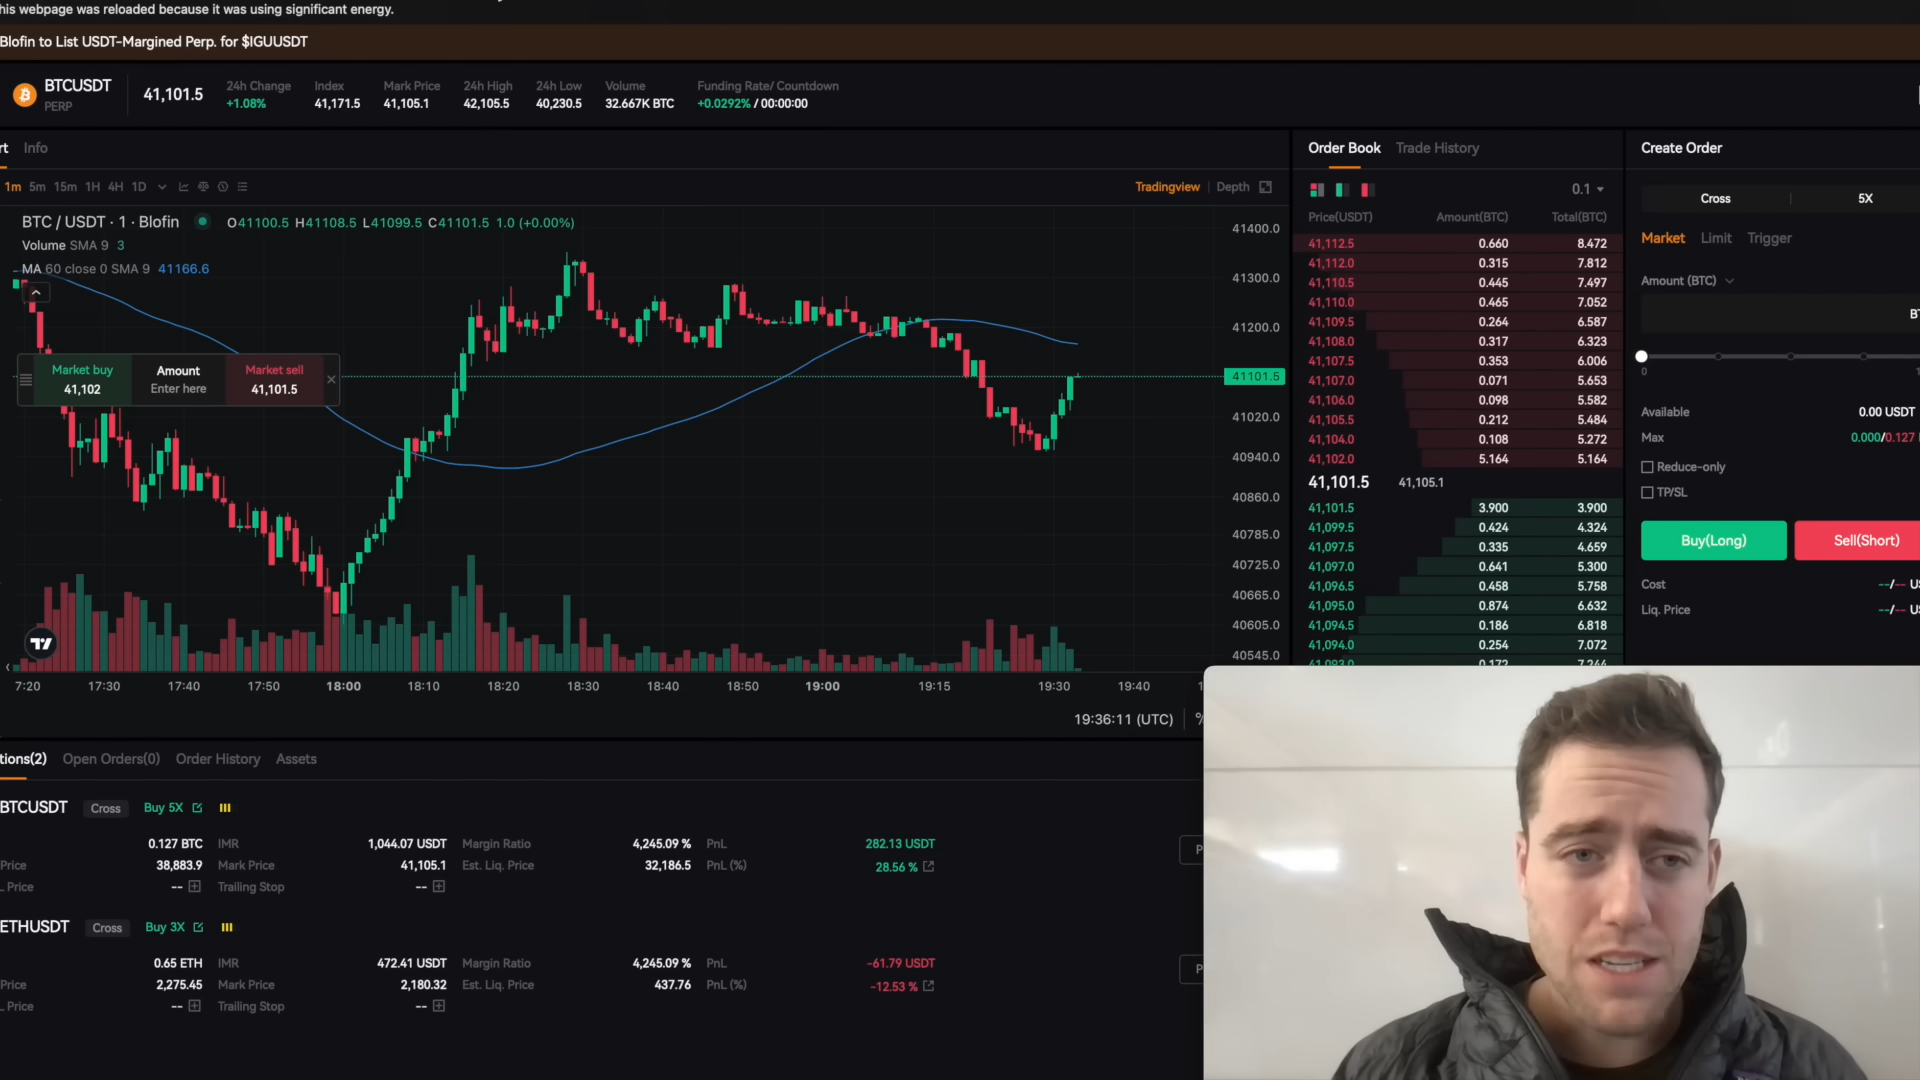 his webpage was reloaded because it was using significant energy.
Blofin to List USDT-Margined Perp. for $IGUUSDT
BTCUSDT
PERP
41,101.5
24h Change
+1.08%
Index
41,171.5
Mark Price
41,105.1
24h High
42,105.5
24h Low
40,230.5
Volume
32.667K BTC
Funding Rate/ Countdown
+0.0292% / 00:00:00
rt Info
1m 5m 15m 1H 4H 1D
Tradingview Depth
BTC / USDT · 1 · Blofin O41100.5 H41108.5 L41099.5 C41101.5 1.0 (+0.00%)
Volume SMA 9 3
MA 60 close 0 SMA 9 41166.6
Market buy
41,102
Amount
Enter here
Market sell
41,101.5
41400.0
41300.0
41200.0
41101.5
41020.0
40940.0
40860.0
40785.0
40725.0
40665.0
40605.0
40545.0
7:20 17:30 17:40 17:50 18:00 18:10 18:20 18:30 18:40 18:50 19:00 19:15 19:30 19:40
19:36:11 (UTC) %
Order Book Trade History
0.1
Price(USDT) Amount(BTC) Total(BTC)
41,112.5 0.660 8.472
41,112.0 0.315 7.812
41,110.5 0.445 7.497
41,110.0 0.465 7.052
41,109.5 0.264 6.587
41,108.0 0.317 6.323
41,107.5 0.353 6.006
41,107.0 0.071 5.653
41,106.0 0.098 5.582
41,105.5 0.212 5.484
41,104.0 0.108 5.272
41,102.0 5.164 5.164
41,101.5 41,105.1
41,101.5 3.900 3.900
41,099.5 0.424 4.324
41,097.5 0.335 4.659
41,097.0 0.641 5.300
41,096.5 0.458 5.758
41,095.0 0.874 6.632
41,094.5 0.186 6.818
41,094.0 0.254 7.072
41,093.0 0.172 7.244
Create Order
Cross 5X
Market Limit Trigger
Amount (BTC)
BT
0 1
Available 0.00 USDT
Max 0.000/0.127
Reduce-only
TP/SL
Buy(Long) Sell(Short)
Cost --/-- US
Liq. Price --/-- US
tions(2) Open Orders(0) Order History Assets
BTCUSDT Cross Buy 5X
0.127 BTC IMR 1,044.07 USDT Margin Ratio 4,245.09 % PnL 282.13 USDT
Price 38,883.9 Mark Price 41,105.1 Est. Liq. Price 32,186.5 PnL (%) 28.56 %
L Price -- Trailing Stop --
P
ETHUSDT Cross Buy 3X
0.65 ETH IMR 472.41 USDT Margin Ratio 4,245.09 % PnL -61.79 USDT
Price 2,275.45 Mark Price 2,180.32 Est. Liq. Price 437.76 PnL (%) -12.53 %
L Price -- Trailing Stop --
P